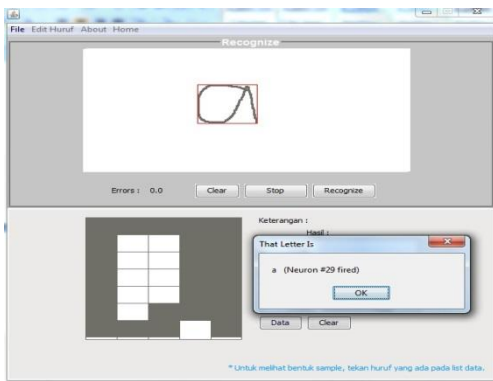 File Edit Huruf About Home
Recognize
Errors : 0.0 Clear Stop Recognize
Keterangan :
Hasil :
That Letter Is
a (Neuron #29 fired)
OK
Data Clear
* Untuk melihat bentuk sample, tekan huruf yang ada pada list data.